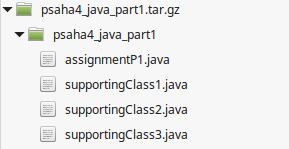 psaha4_java_part1.tar.gz
psaha4_java_part1
assignmentP1.java
supportingClass1.java
supportingClass2.java
supportingClass3.java